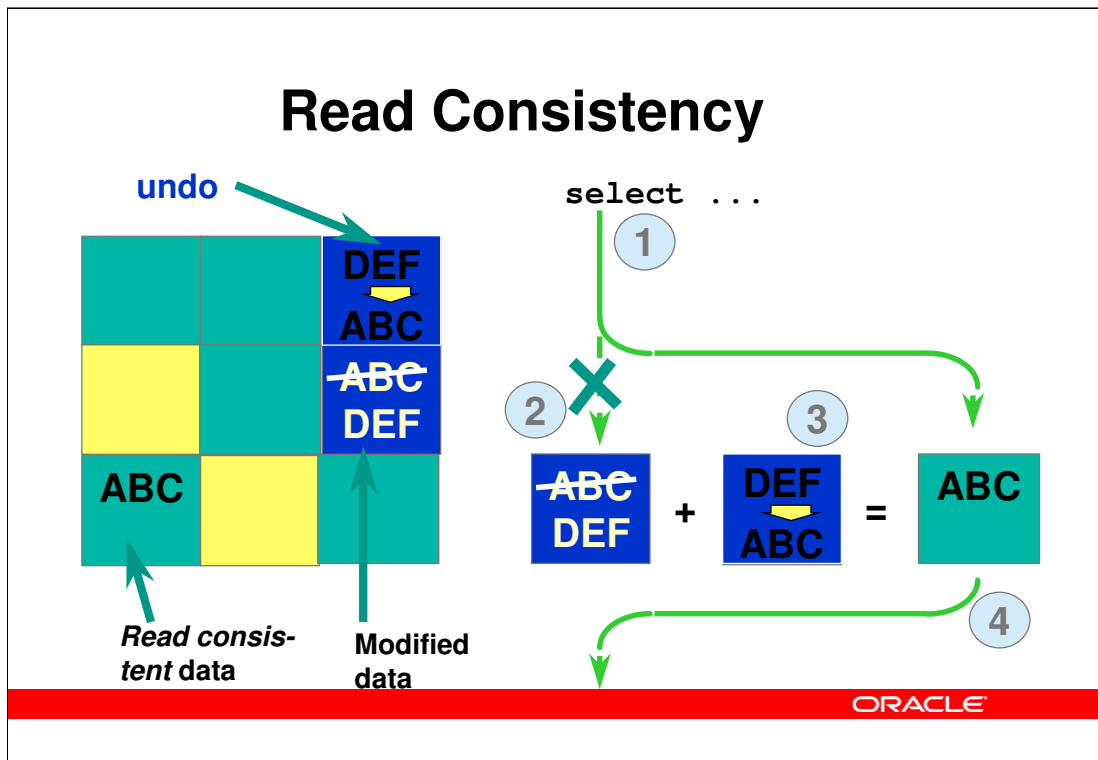 Read Consistency
undo
select ...
1
DEF
ABC
ABC
DEF
2
3
ABC
ABC
DEF
+
DEF
ABC
=
ABC
4
Read consis-
tent data
Modified
data
ORACLE